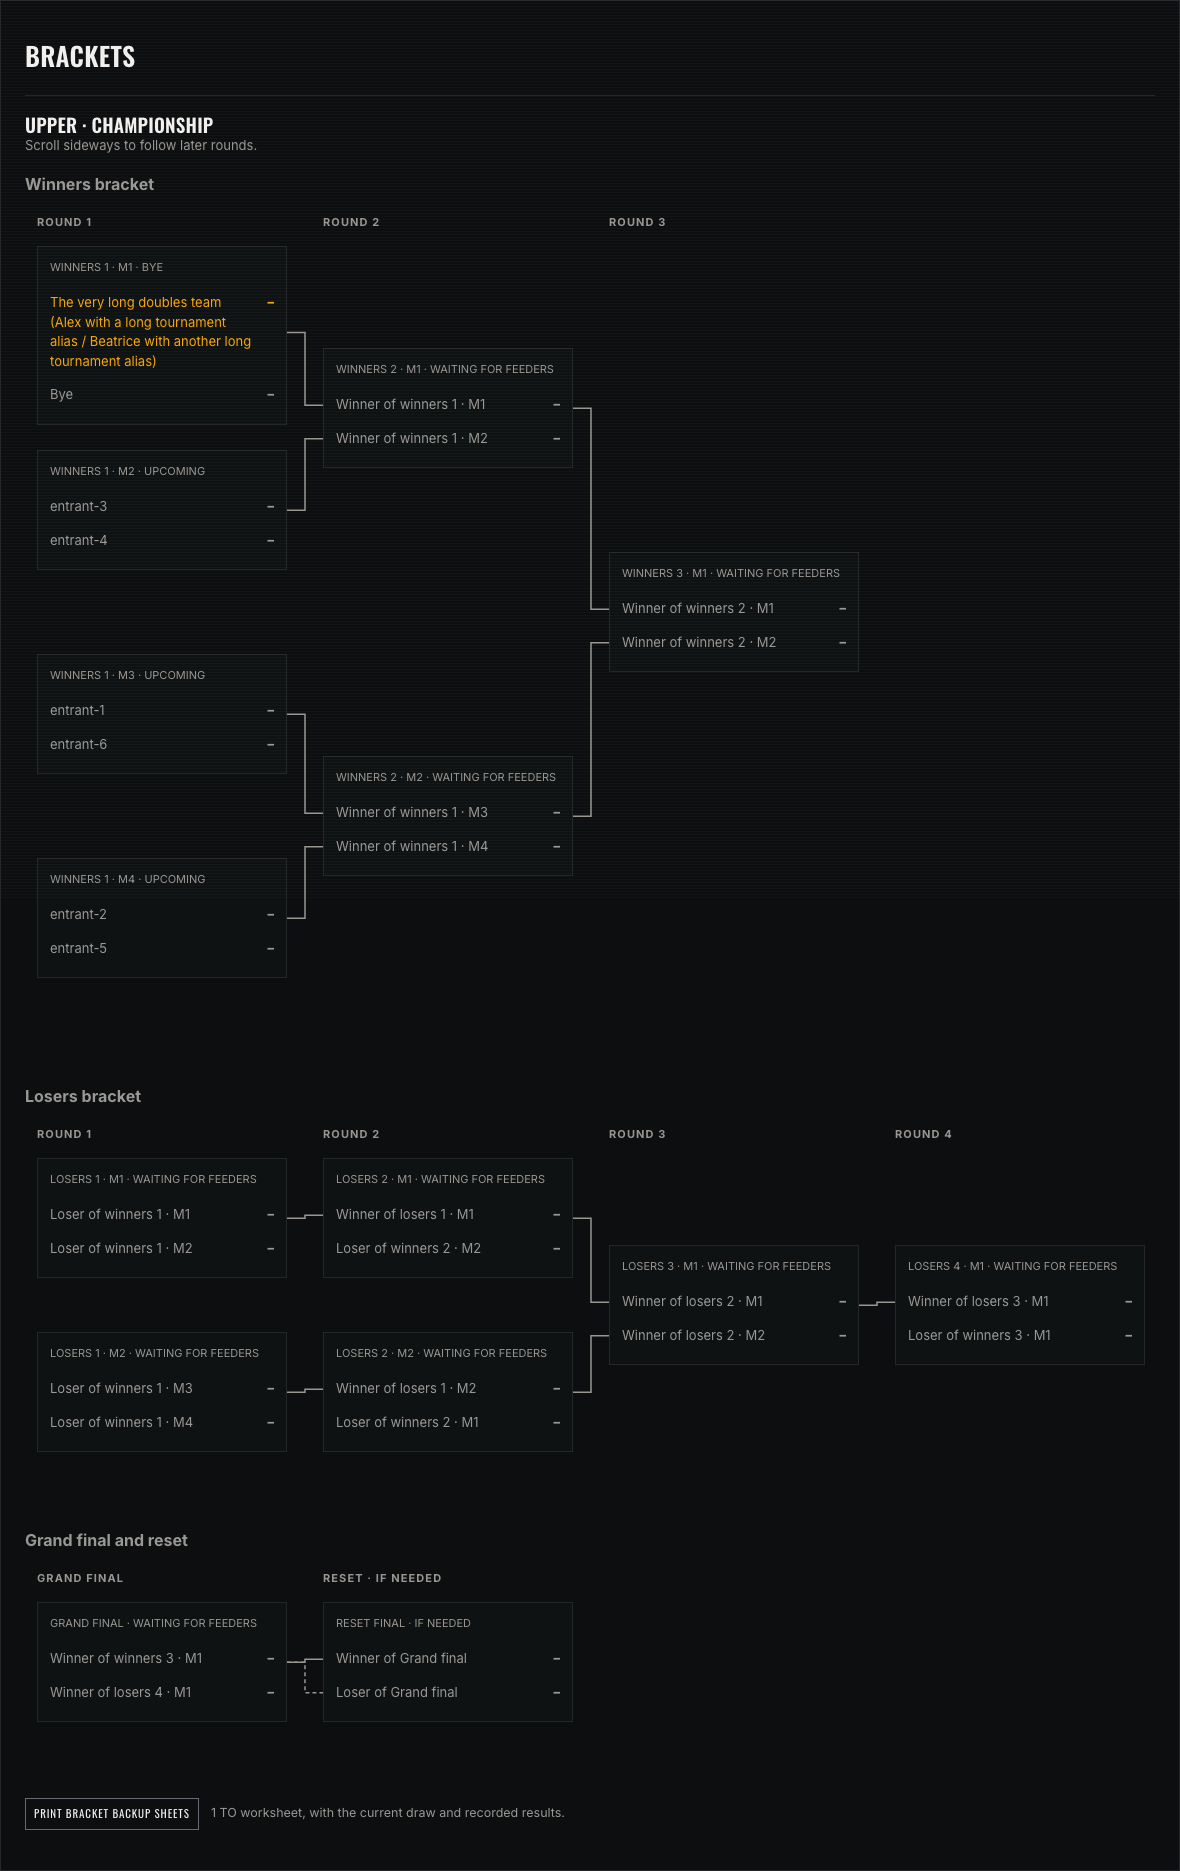 BRACKETS
UPPER · CHAMPIONSHIP
Scroll sideways to follow later rounds.
Winners bracket
ROUND 1
ROUND 2
ROUND 3
WINNERS 1 · M1 · BYE
The very long doubles team –
(Alex with a long tournament
alias / Beatrice with another long
tournament alias)
Bye –
WINNERS 1 · M2 · UPCOMING
entrant-3 –
entrant-4 –
WINNERS 1 · M3 · UPCOMING
entrant-1 –
entrant-6 –
WINNERS 1 · M4 · UPCOMING
entrant-2 –
entrant-5 –
WINNERS 2 · M1 · WAITING FOR FEEDERS
Winner of winners 1 · M1 –
Winner of winners 1 · M2 –
WINNERS 2 · M2 · WAITING FOR FEEDERS
Winner of winners 1 · M3 –
Winner of winners 1 · M4 –
WINNERS 3 · M1 · WAITING FOR FEEDERS
Winner of winners 2 · M1 –
Winner of winners 2 · M2 –
Losers bracket
ROUND 1
ROUND 2
ROUND 3
ROUND 4
LOSERS 1 · M1 · WAITING FOR FEEDERS
Loser of winners 1 · M1 –
Loser of winners 1 · M2 –
LOSERS 1 · M2 · WAITING FOR FEEDERS
Loser of winners 1 · M3 –
Loser of winners 1 · M4 –
LOSERS 2 · M1 · WAITING FOR FEEDERS
Winner of losers 1 · M1 –
Loser of winners 2 · M2 –
LOSERS 2 · M2 · WAITING FOR FEEDERS
Winner of losers 1 · M2 –
Loser of winners 2 · M1 –
LOSERS 3 · M1 · WAITING FOR FEEDERS
Winner of losers 2 · M1 –
Winner of losers 2 · M2 –
LOSERS 4 · M1 · WAITING FOR FEEDERS
Winner of losers 3 · M1 –
Loser of winners 3 · M1 –
Grand final and reset
GRAND FINAL
RESET · IF NEEDED
GRAND FINAL · WAITING FOR FEEDERS
Winner of winners 3 · M1 –
Winner of losers 4 · M1 –
RESET FINAL · IF NEEDED
Winner of Grand final –
Loser of Grand final –
PRINT BRACKET BACKUP SHEETS
1 TO worksheet, with the current draw and recorded results.